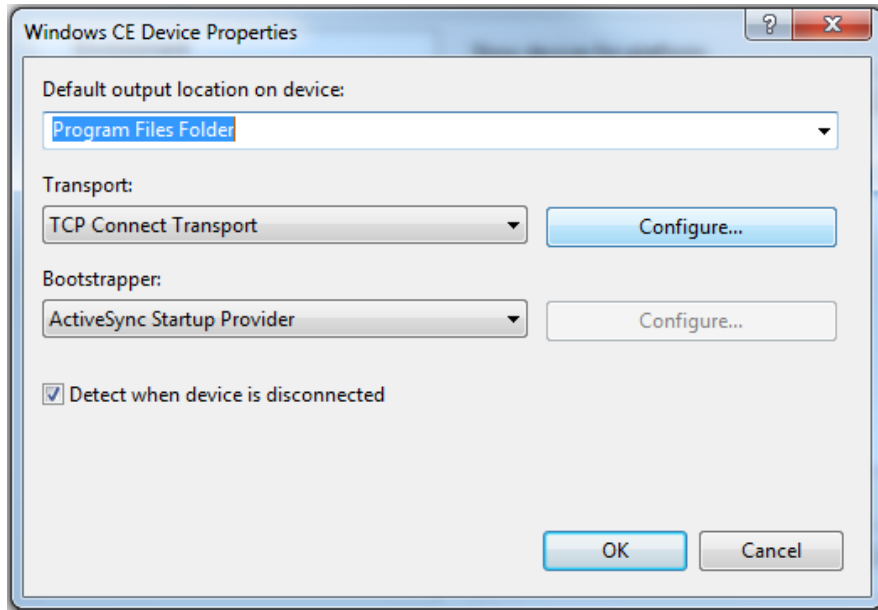 Windows CE Device Properties
Default output location on device:
Program Files Folder
Transport:
TCP Connect Transport
Configure...
Bootstrapper:
ActiveSync Startup Provider
Configure...
Detect when device is disconnected
OK
Cancel